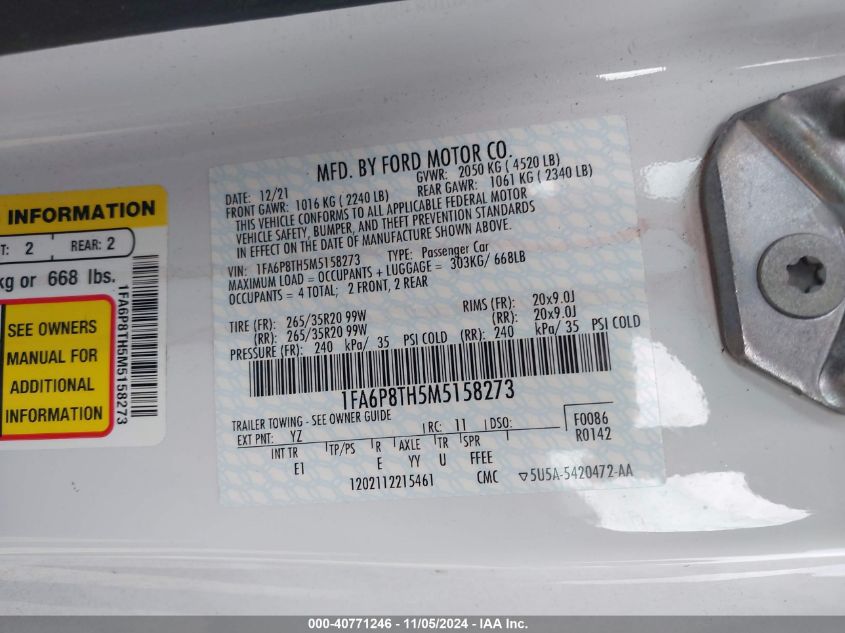 INFORMATION
T: 2 REAR: 2
kg or 668 lbs.
SEE OWNERS
MANUAL FOR
ADDITIONAL
INFORMATION
1FA6P8TH5M5158273
MFD. BY FORD MOTOR CO.
DATE: 12/21 GVWR: 2050 KG ( 4520 LB)
FRONT GAWR: 1016 KG ( 2240 LB) REAR GAWR: 1061 KG ( 2340 LB)
THIS VEHICLE CONFORMS TO ALL APPLICABLE FEDERAL MOTOR
VEHICLE SAFETY, BUMPER, AND THEFT PREVENTION STANDARDS
IN EFFECT ON THE DATE OF MANUFACTURE SHOWN ABOVE.
VIN: 1FA6P8TH5M5158273 TYPE: Passenger Car
MAXIMUM LOAD = OCCUPANTS + LUGGAGE = 303KG/ 668LB
OCCUPANTS = 4 TOTAL; 2 FRONT, 2 REAR
TIRE (FR): 265/35R20 99W RIMS (FR): 20x9.0J
(RR): 265/35R20 99W (RR): 20x9.0J
PRESSURE (FR): 240 kPa/ 35 PSI COLD (RR): 240 kPa/ 35 PSI COLD
1FA6P8TH5M5158273
TRAILER TOWING - SEE OWNER GUIDE
EXT PNT: YZ RC: 11 DSO: F0086
INT TR TP/PS R AXLE TR SPR R0142
E1 E YY U FFEE
1202112215461 CMC ▽5U5A-5420472-AA
000-40771246 - 11/05/2024 - IAA Inc.